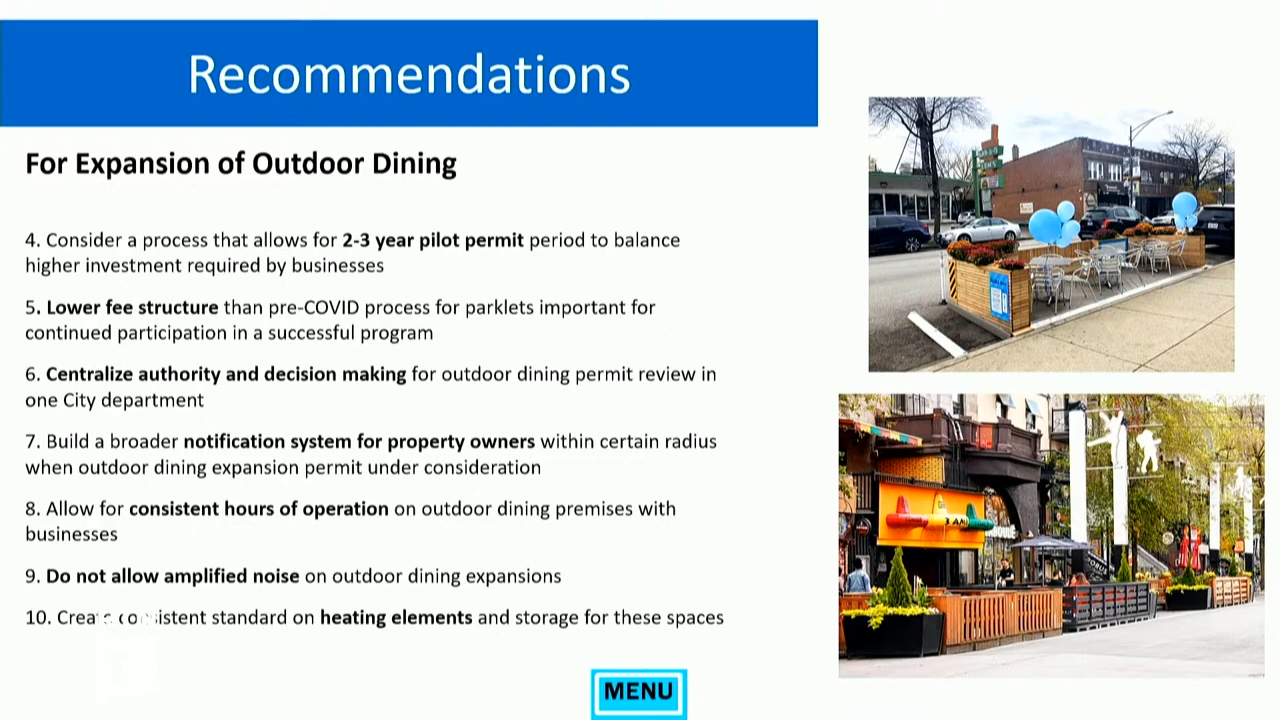 Recommendations
For Expansion of Outdoor Dining
4. Consider a process that allows for 2-3 year pilot permit period to balance
higher investment required by businesses
5. Lower fee structure than pre-COVID process for parklets important for
continued participation in a successful program
6. Centralize authority and decision making for outdoor dining permit review in
one City department
7. Build a broader notification system for property owners within certain radius
when outdoor dining expansion permit under consideration
8. Allow for consistent hours of operation on outdoor dining premises with
businesses
9. Do not allow amplified noise on outdoor dining expansions
10. Create consistent standard on heating elements and storage for these spaces
MENU